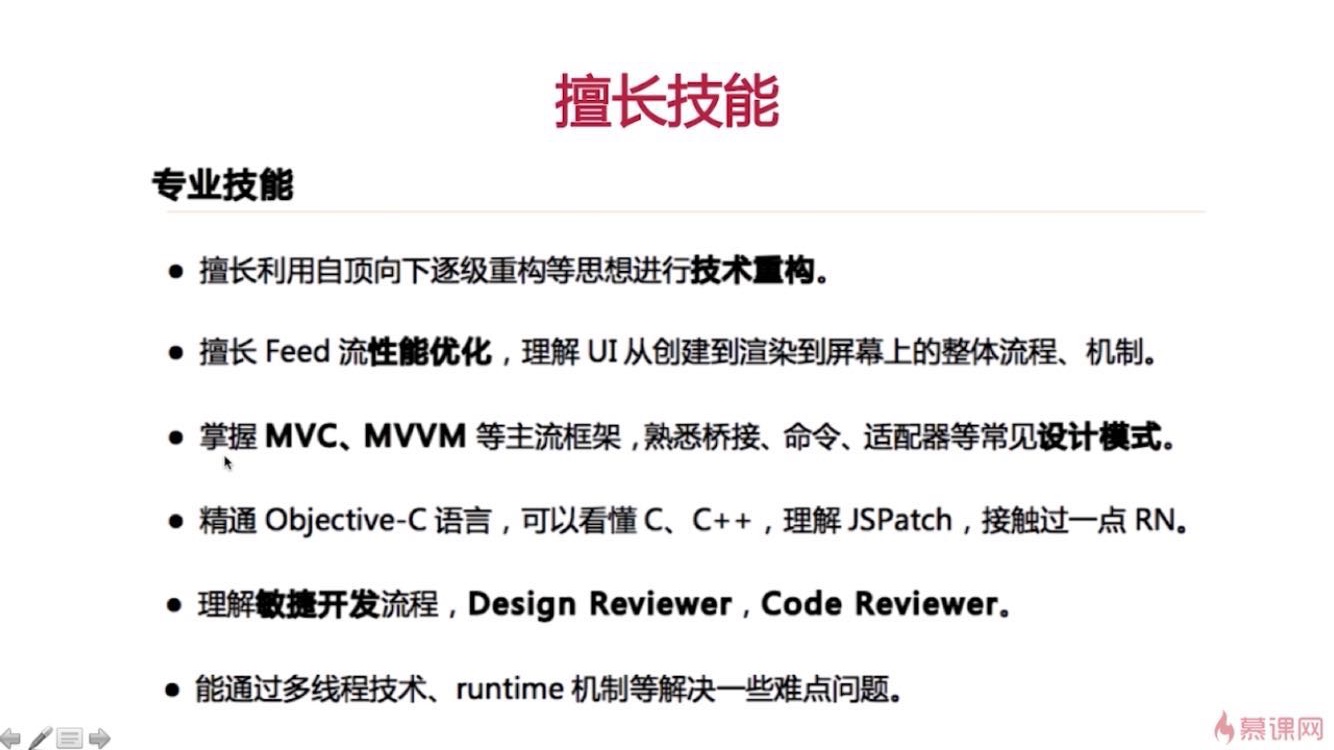 擅长技能
专业技能
● 擅长利用自顶向下逐级重构等思想进行技术重构。
● 擅长 Feed 流性能优化，理解 UI 从创建到渲染到屏幕上的整体流程、机制。
● 掌握 MVC、MVVM 等主流框架，熟悉桥接、命令、适配器等常见设计模式。
● 精通 Objective-C 语言，可以看懂 C、C++，理解 JSPatch，接触过一点 RN。
● 理解敏捷开发流程，Design Reviewer，Code Reviewer。
● 能通过多线程技术、runtime 机制等解决一些难点问题。
慕课网